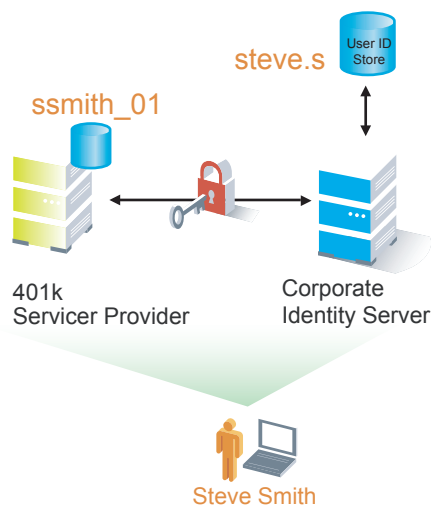 User ID
Store
steve.s
ssmith_01
401k
Servicer Provider
Corporate
Identity Server
Steve Smith